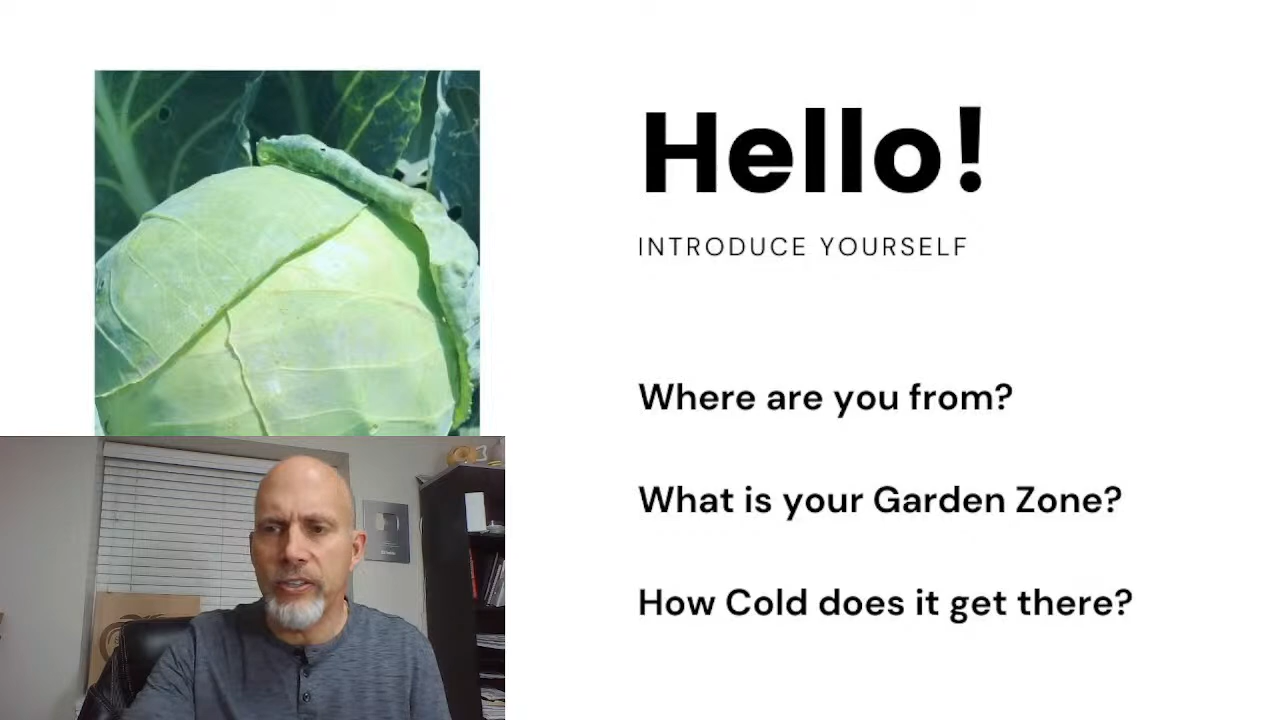 Hello!
INTRODUCE YOURSELF
Where are you from?
What is your Garden Zone?
How Cold does it get there?